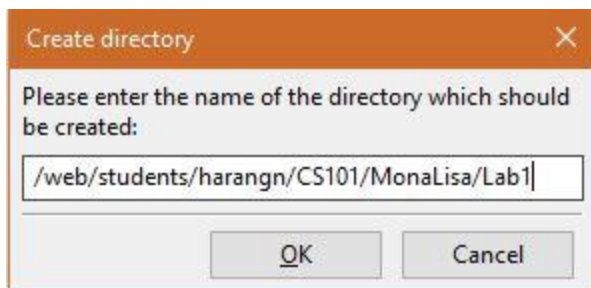 Create directory
Please enter the name of the directory which should
be created:
/web/students/harangn/CS101/MonaLisa/Lab1
OK
Cancel